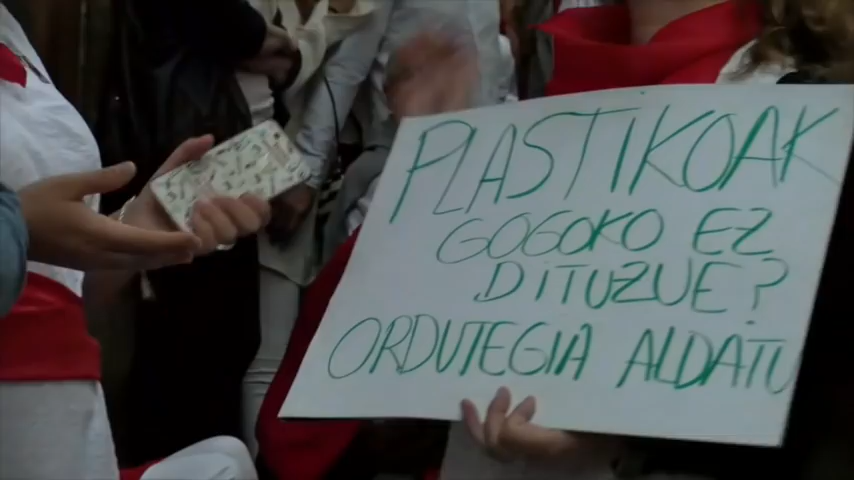 PLASTIKOAK
GOGOKO EZ
DITUZUE?
ORDUTEGIA ALDATU